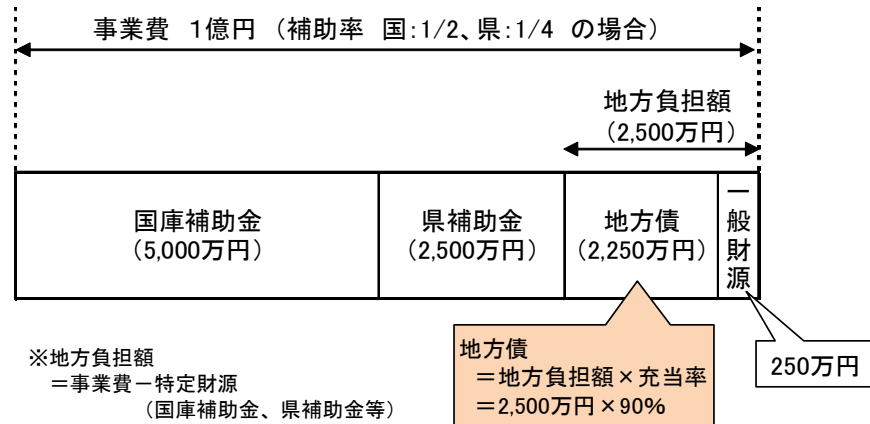 事業費 1億円 (補助率 国:1/2、県:1/4 の場合)
地方負担額
(2,500万円)
国庫補助金
(5,000万円)
県補助金
(2,500万円)
地方債
(2,250万円)
一般財源
※地方負担額
=事業費-特定財源
(国庫補助金、県補助金等)
地方債
=地方負担額×充当率
=2,500万円×90%
250万円